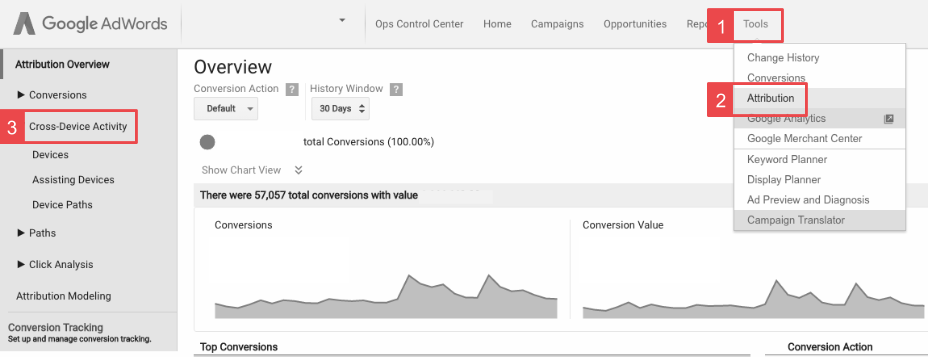 Google AdWords
Ops Control Center Home Campaigns Opportunities 1 Tools
Attribution Overview
▶ Conversions
3 Cross-Device Activity
Devices
Assisting Devices
Device Paths
▶ Paths
▶ Click Analysis
Attribution Modeling
Conversion Tracking
Set up and manage conversion tracking.
Overview
Conversion Action ? History Window ?
Default 30 Days
total Conversions (100.00%)
Show Chart View
There were 57,057 total conversions with value
Conversions
Conversion Value
Top Conversions
Conversion Action
Change History
Conversions
2 Attribution
Google Analytics
Google Merchant Center
Keyword Planner
Display Planner
Ad Preview and Diagnosis
Campaign Translator